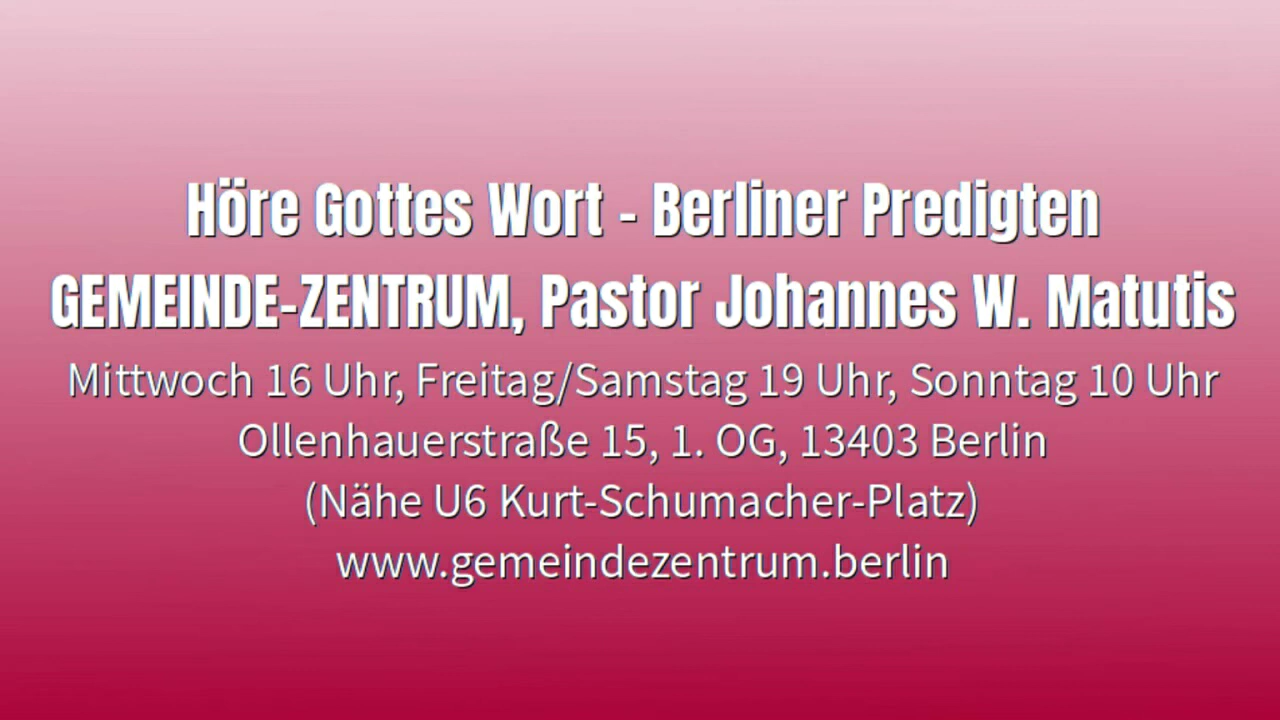 Höre Gottes Wort - Berliner Predigten
GEMEINDE-ZENTRUM, Pastor Johannes W. Matutis
Mittwoch 16 Uhr, Freitag/Samstag 19 Uhr, Sonntag 10 Uhr
Ollenhauerstraße 15, 1. OG, 13403 Berlin
(Nähe U6 Kurt-Schumacher-Platz)
www.gemeindezentrum.berlin